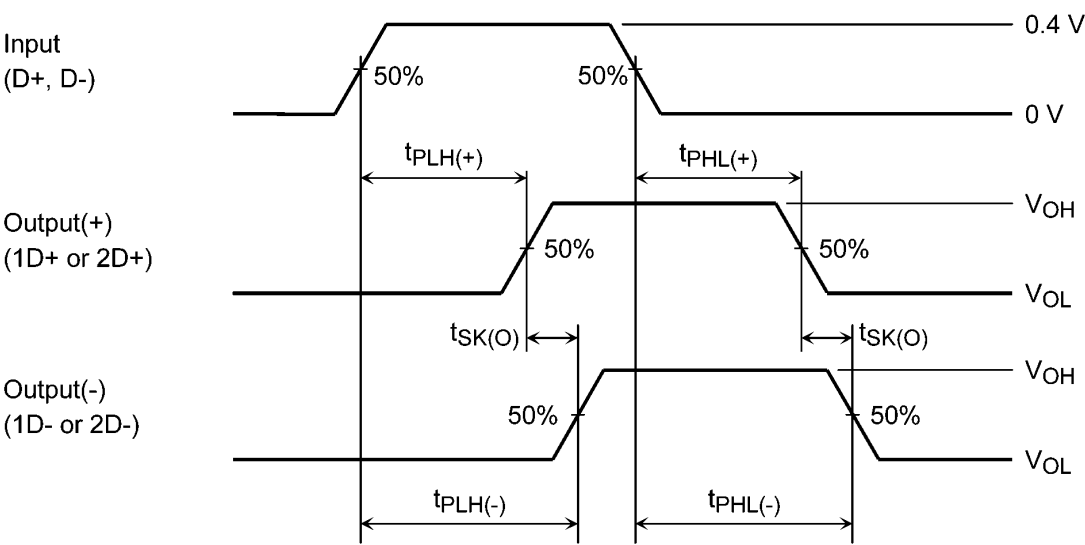 Input
(D+, D-)
50%
50%
0.4 V
0 V
tPLH(+)
tPHL(+)
Output(+)
(1D+ or 2D+)
50%
50%
VOH
VOL
tSK(O)
tSK(O)
Output(-)
(1D- or 2D-)
50%
50%
VOH
VOL
tPLH(-)
tPHL(-)